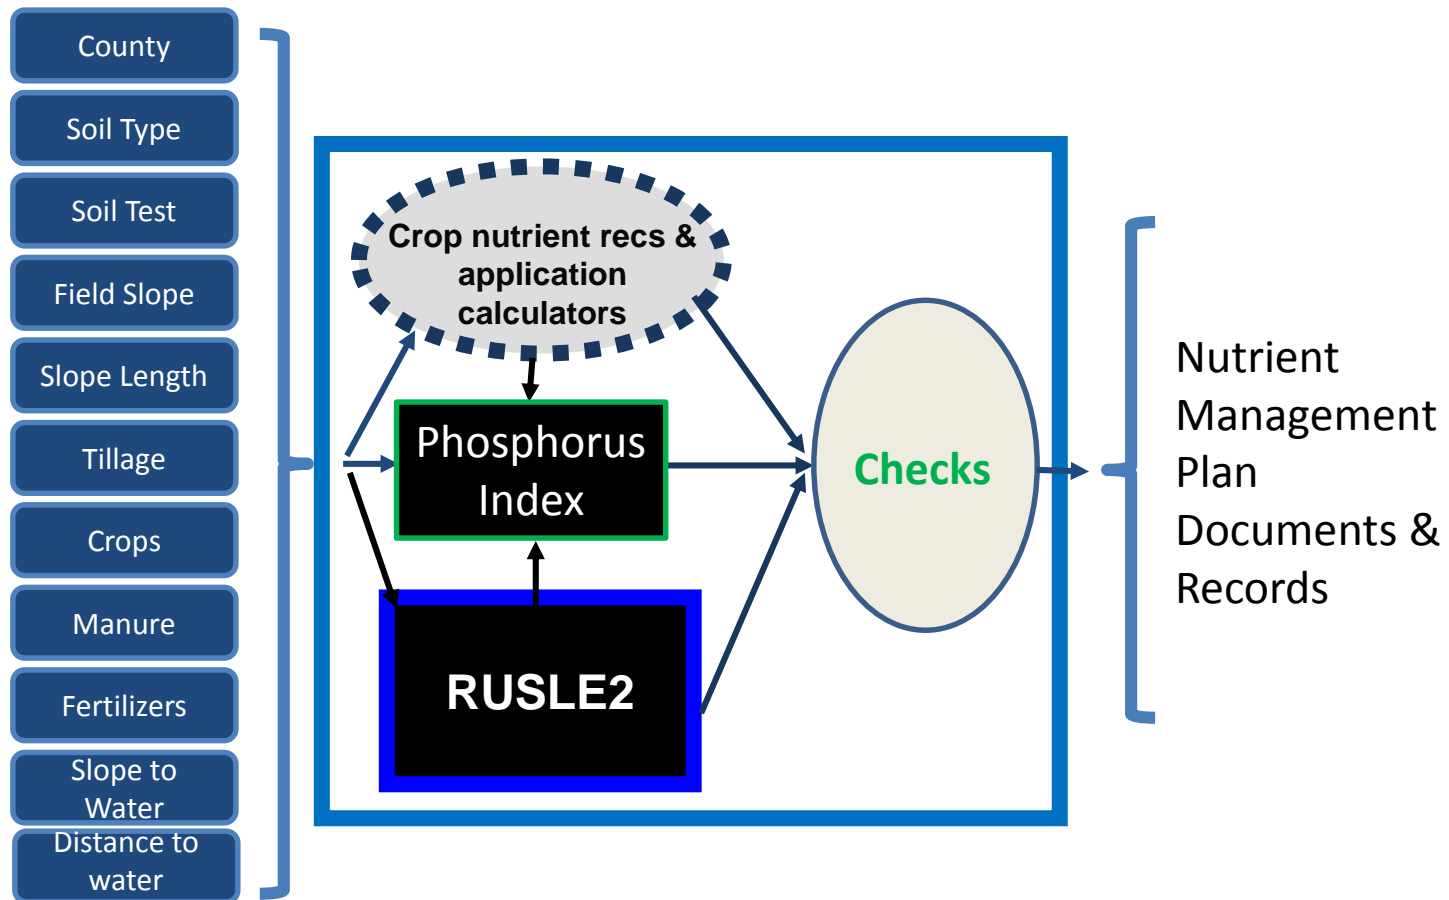 County
Soil Type
Soil Test
Field Slope
Slope Length
Tillage
Crops
Manure
Fertilizers
Slope to
Water
Distance to
water
Crop nutrient recs &
application
calculators
Phosphorus
Index
RUSLE2
Checks
Nutrient
Management
Plan
Documents &
Records